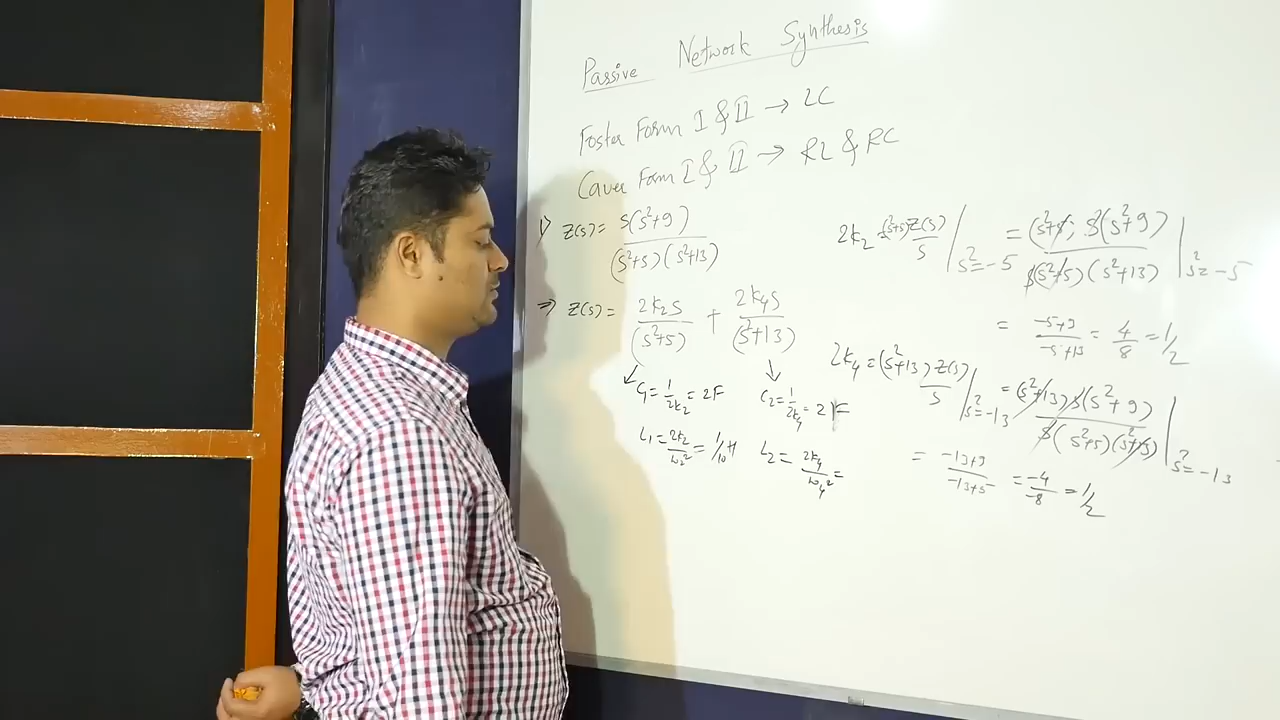 Passive Network Synthesis
Foster Form I & II → LC
Cauer Form I & II → RL & RC
1) Z(s) = s(s²+9) / (s²+5)(s²+13)
⇒ Z(s) = 2k₂s / (s²+5) + 2k₄s / (s²+13)
C₁ = 1/2k₂ = 2F
C₂ = 1/2k₄ = 2F
L₁ = 2k₂/ω₂² = 1/10 H
L₂ = 2k₄/ω₄² =
2k₂ = (s²+5) Z(s) / s | s² = -5 = (s²+5) s(s²+9) / s(s²+5)(s²+13) | s² = -5
= -5+9 / -5+13 = 4/8 = 1/2
2k₄ = (s²+13) Z(s) / s | s² = -13 = (s²+13) s(s²+9) / s(s²+5)(s²+13) | s² = -13
= -13+9 / -13+5 = -4/-8 = 1/2